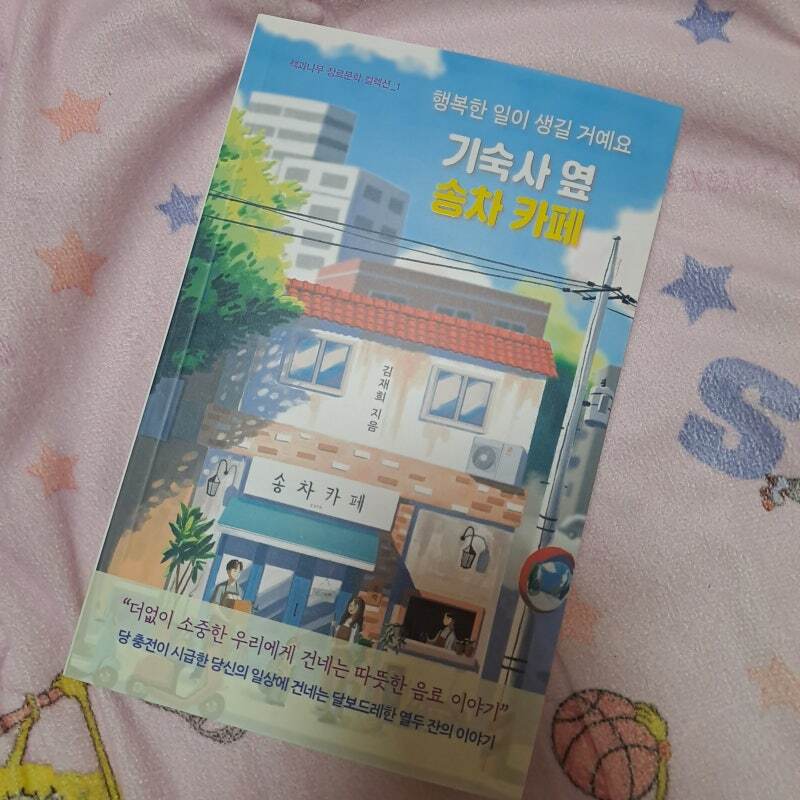 책과나무 장르문학 컬렉션_1
행복한 일이 생길 거예요
기숙사 옆
송차 카페
김재희 지음
송차카페
“더없이 소중한 우리에게 건네는 따뜻한 음료 이야기”
당 충전이 시급한 당신의 일상에 건네는 달보드레한 열두 잔의 이야기
S